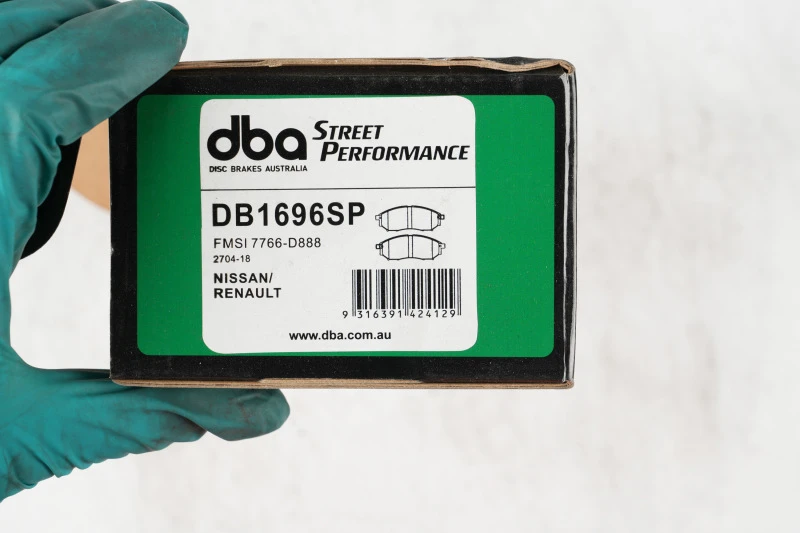 dba STREET PERFORMANCE
DISC BRAKES AUSTRALIA
DB1696SP
FMSI 7766-D888
2704-18
NISSAN/
RENAULT
9 316391 424129
www.dba.com.au